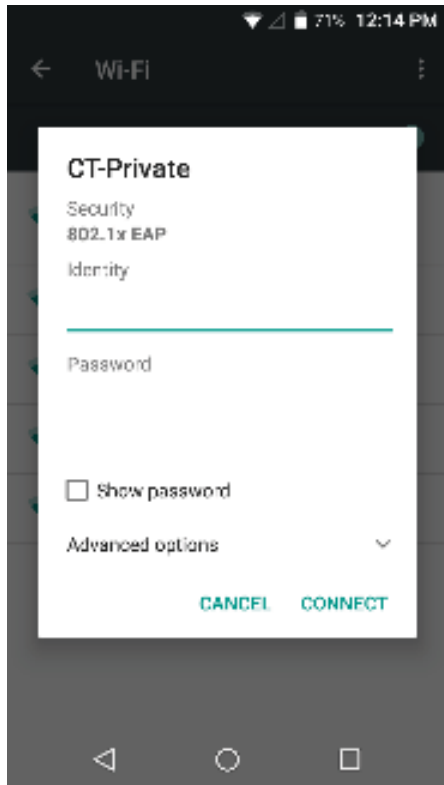 71% 12:14 PM
Wi-Fi
CT-Private
Security
802.1x EAP
Identity
Password
Show password
Advanced options
CANCEL CONNECT